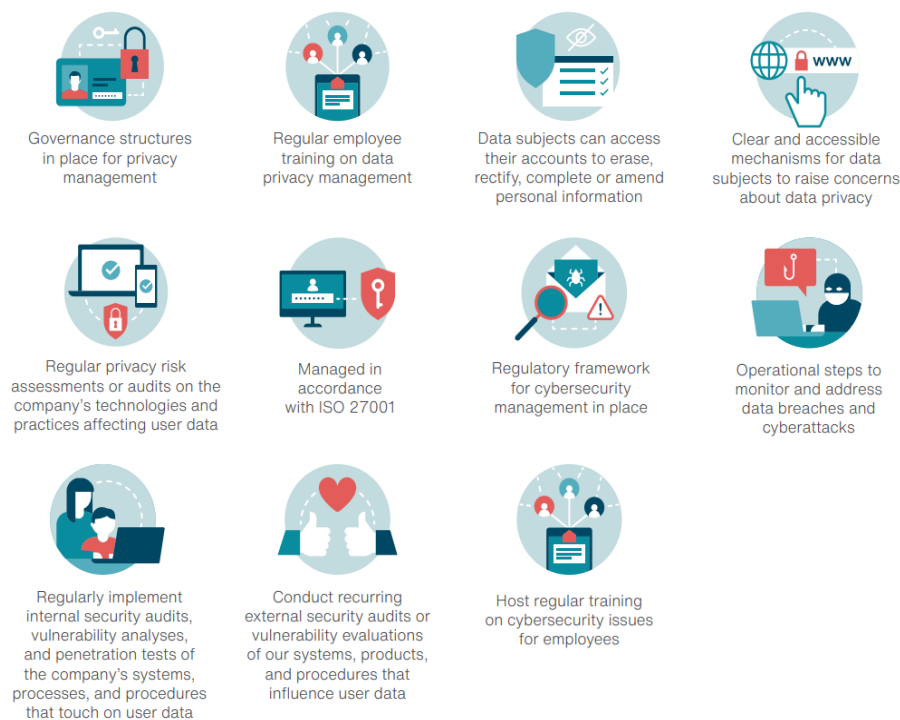 Governance structures
in place for privacy
management
Regular employee
training on data
privacy management
Data subjects can access
their accounts to erase,
rectify, complete or amend
personal information
WWW
Clear and accessible
mechanisms for data
subjects to raise concerns
about data privacy
Regular privacy risk
assessments or audits on the
company's technologies and
practices affecting user data
Managed in
accordance
with ISO 27001
Regulatory framework
for cybersecurity
management in place
Operational steps to
monitor and address
data breaches and
cyberattacks
Regularly implement
internal security audits,
vulnerability analyses,
and penetration tests of
the company's systems,
processes, and procedures
that touch on user data
Conduct recurring
external security audits or
vulnerability evaluations
of our systems, products,
and procedures that
influence user data
Host regular training
on cybersecurity issues
for employees